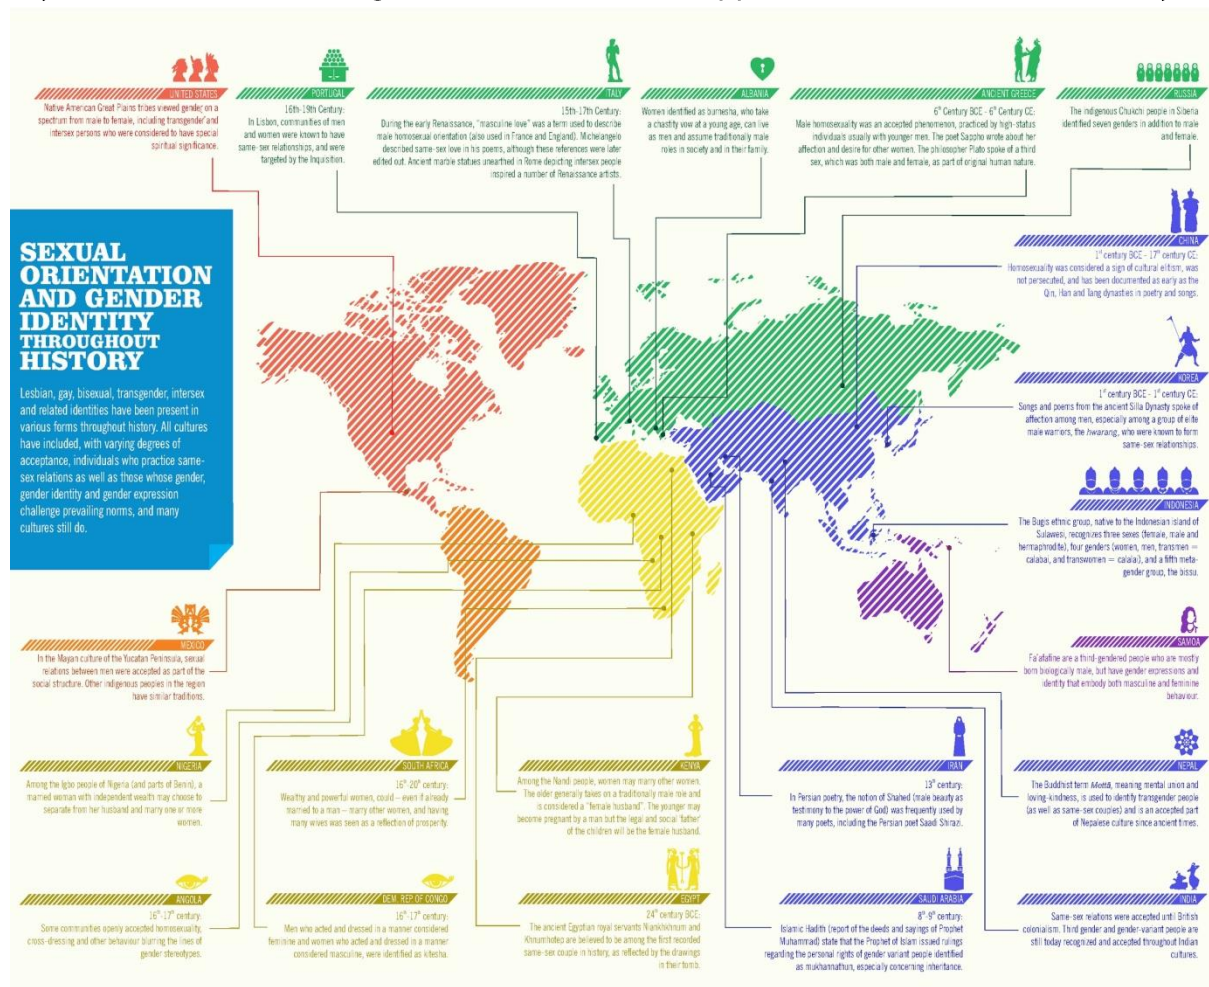 UNITED STATES
Native American Great Plains tribes viewed gender on a
spectrum from male to female, including transgender and
intersex persons who were considered to have special
spiritual significance.
PORTUGAL
16th-19th Century:
In Lisbon, communities of men
and women were known to have
same-sex relationships, and were
targeted by the Inquisition.
ITALY
15th-17th Century:
During the early Renaissance, "masculine love" was a term used to describe
male homosexual orientation (also used in France and England). Michelangelo
described same-sex love in his poems, although these references were later
edited out. Ancient marble statues unearthed in Rome depicting intersex people
inspired a number of Renaissance artists.
ALBANIA
Women identified as burnesha, who take
a chastity vow at a young age, can live
as men and assume traditionally male
roles in society and in their family.
ANCIENT GREECE
6th Century BCE - 6th Century CE:
Male homosexuality was an accepted phenomenon, practiced by high-status
individuals usually with younger men. The poet Sappho wrote about her
affection and desire for other women. The philosopher Plato spoke of a third
sex, which was both male and female, as part of original human nature.
RUSSIA
The indigenous Chukchi people in Siberia
identified seven genders in addition to male
and female.
SEXUAL
ORIENTATION
AND GENDER
IDENTITY
THROUGHOUT
HISTORY
Lesbian, gay, bisexual, transgender, intersex
and related identities have been present in
various forms throughout history. All cultures
have included, with varying degrees of
acceptance, individuals who practice same-
sex relations as well as those whose gender,
gender identity and gender expression
challenge prevailing norms, and many
cultures still do.
CHINA
1st century BCE - 17th century CE:
Homosexuality was considered a sign of cultural elitism, was
not persecuted, and has been documented as early as the
Qin, Han and Tang dynasties in poetry and songs.
KOREA
1st century BCE - 1st century CE:
Songs and poems from the ancient Silla Dynasty spoke of
affection among men, especially among a group of elite
male warriors, the hwarang, who were known to form
same-sex relationships.
INDONESIA
The Bugis ethnic group, native to the Indonesian island of
Sulawesi, recognizes three sexes (female, male and
hermaphrodite), four genders (women, men, transmen =
calabai, and transwomen = calalai), and a fifth meta-
gender group, the bissu.
SAMOA
Fa'afafine are a third-gendered people who are mostly
born biologically male, but have gender expressions and
identity that embody both masculine and feminine
behaviour.
MEXICO
In the Mayan culture of the Yucatan Peninsula, sexual
relations between men were accepted as part of the
social structure. Other indigenous peoples in the region
have similar traditions.
NIGERIA
Among the Igbo people of Nigeria (and parts of Benin), a
married woman with independent wealth may choose to
separate from her husband and marry one or more
women.
SOUTH AFRICA
16th-20th century:
Wealthy and powerful women, could – even if already
married to a man – marry other women, and having
many wives was seen as a reflection of prosperity.
KENYA
Among the Nandi people, women may marry other women.
The older generally takes on a traditionally male role and
is considered a "female husband". The younger may
become pregnant by a man but the legal and social 'father'
of the children will be the female husband.
IRAN
13th century:
In Persian poetry, the notion of Shahed (male beauty as
testimony to the power of God) was frequently used by
many poets, including the Persian poet Saadi Shirazi.
NEPAL
The Buddhist term Mettā, meaning mental union and
loving-kindness, is used to identify transgender people
(as well as same-sex couples) and is an accepted part
of Nepalese culture since ancient times.
ANGOLA
16th-17th century:
Some communities openly accepted homosexuality,
cross-dressing and other behaviour blurring the lines of
gender stereotypes.
DEM. REP OF CONGO
16th-17th century:
Men who acted and dressed in a manner considered
feminine and women who acted and dressed in a manner
considered masculine, were identified as kitesha.
EGYPT
24th century BCE:
The ancient Egyptian royal servants Niankhkhnum and
Khnumhotep are believed to be among the first recorded
same-sex couple in history, as reflected by the drawings
in their tomb.
SAUDI ARABIA
8th-9th century:
Islamic Hadith (report of the deeds and sayings of Prophet
Muhammad) state that the Prophet of Islam issued rulings
regarding the personal rights of gender variant people identified
as mukhannathun, especially concerning inheritance.
INDIA
Same-sex relations were accepted until British
colonialism. Third gender and gender-variant people are
still today recognized and accepted throughout Indian
cultures.